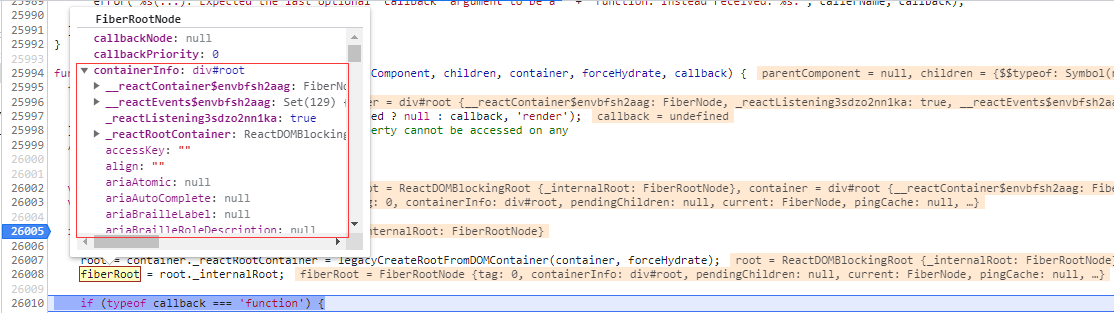 25989 error('%s(...): Expected the last optional `callback` argument to be a ' + 'function. Instead received: %s.', callerName, callback);
FiberRootNode
25990
callbackNode: null
25991
callbackPriority: 0
25992 }
25993
containerInfo: div#root
25994 fu Component, children, container, forceHydrate, callback) { parentComponent = null, children = {$$typeof: Symbol(r
25995
__reactContainer$envbfsh2aag: FiberN
25996
__reactEvents$envbfsh2aag: Set(129) { er = div#root {__reactContainer$envbfsh2aag: FiberNode, _reactListening3sdzo2nn1ka: true, __reactEvents$envbfsh2aag
25997
_reactListening3sdzo2nn1ka: true ed ? null : callback, 'render'); callback = undefined
25998
_reactRootContainer: ReactDOMBlocking erty cannot be accessed on any
25999
accessKey: ""
26000
align: ""
26001
ariaAtomic: null
26002 root = ReactDOMBlockingRoot {_internalRoot: FiberRootNode}, container = div#root {__reactContainer$envbfsh2aag: Fibe
ariaAutoComplete: null
26003 g: 0, containerInfo: div#root, pendingChildren: null, current: FiberNode, pingCache: null, …}
ariaBrailleLabel: null
26004
ariaBrailleRoleDescription: null
26005 nternalRoot: FiberRootNode}
26006
26007 root = container._reactRootContainer = legacyCreateRootFromDOMContainer(container, forceHydrate); root = ReactDOMBlockingRoot {_internalRoot: FiberRootNode}
26008 fiberRoot = root._internalRoot; fiberRoot = FiberRootNode {tag: 0, containerInfo: div#root, pendingChildren: null, current: FiberNode, pingCache: null, …}
26009
26010 if (typeof callback === 'function') {